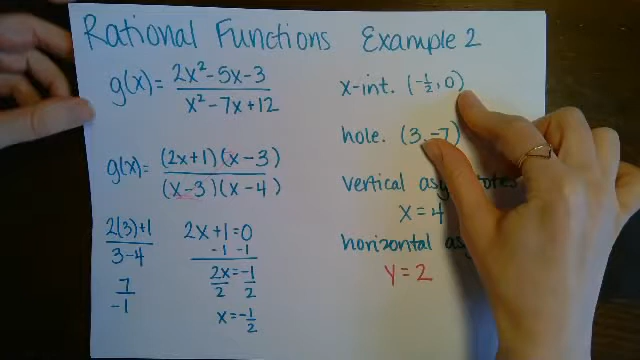 Rational Functions Example 2
g(x) = 2x² - 5x - 3 / x² - 7x + 12
g(x) = (2x+1)(x-3) / (x-3)(x-4)
2(3)+1 / 3-4
7 / -1
2x+1=0
-1 -1
2x = -1
2 2
x = -1/2
x-int. (-1/2, 0)
hole. (3, -7)
vertical
x=4
horizontal
y=2